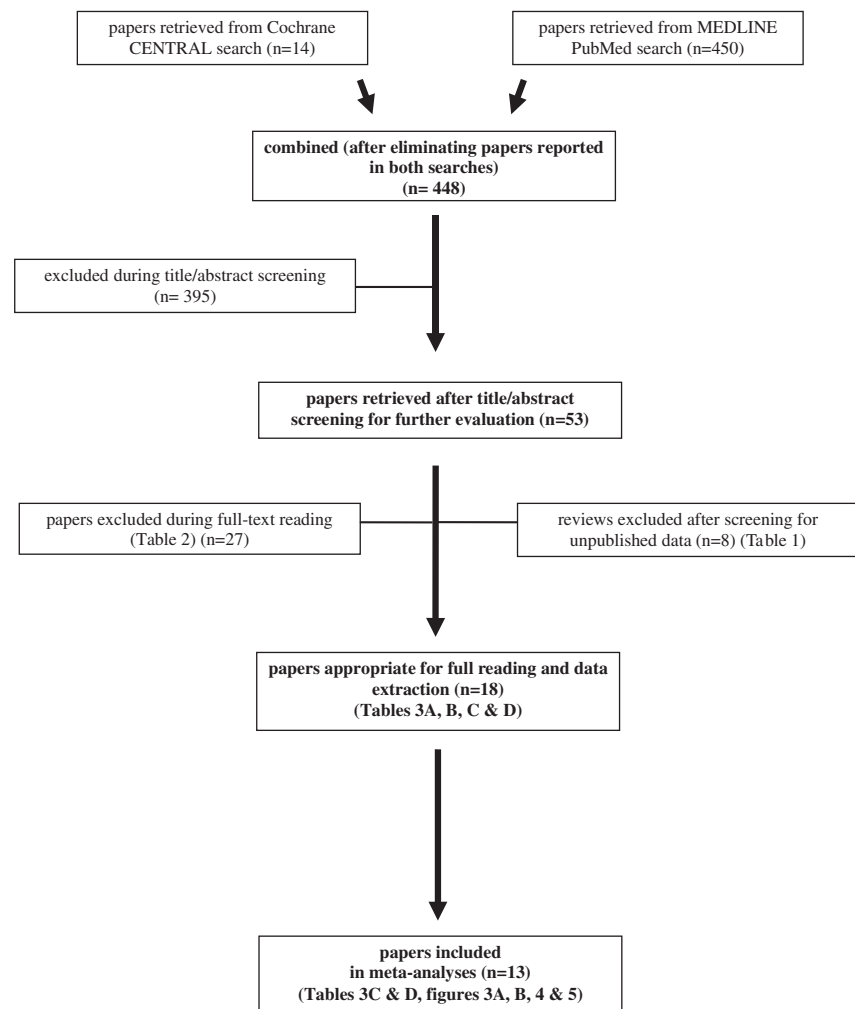 papers retrieved from Cochrane
CENTRAL search (n=14)
papers retrieved from MEDLINE
PubMed search (n=450)
combined (after eliminating papers reported
in both searches)
(n= 448)
excluded during title/abstract screening
(n= 395)
papers retrieved after title/abstract
screening for further evaluation (n=53)
papers excluded during full-text reading
(Table 2) (n=27)
reviews excluded after screening for
unpublished data (n=8) (Table 1)
papers appropriate for full reading and data
extraction (n=18)
(Tables 3A, B, C & D)
papers included
in meta-analyses (n=13)
(Tables 3C & D, figures 3A, B, 4 & 5)